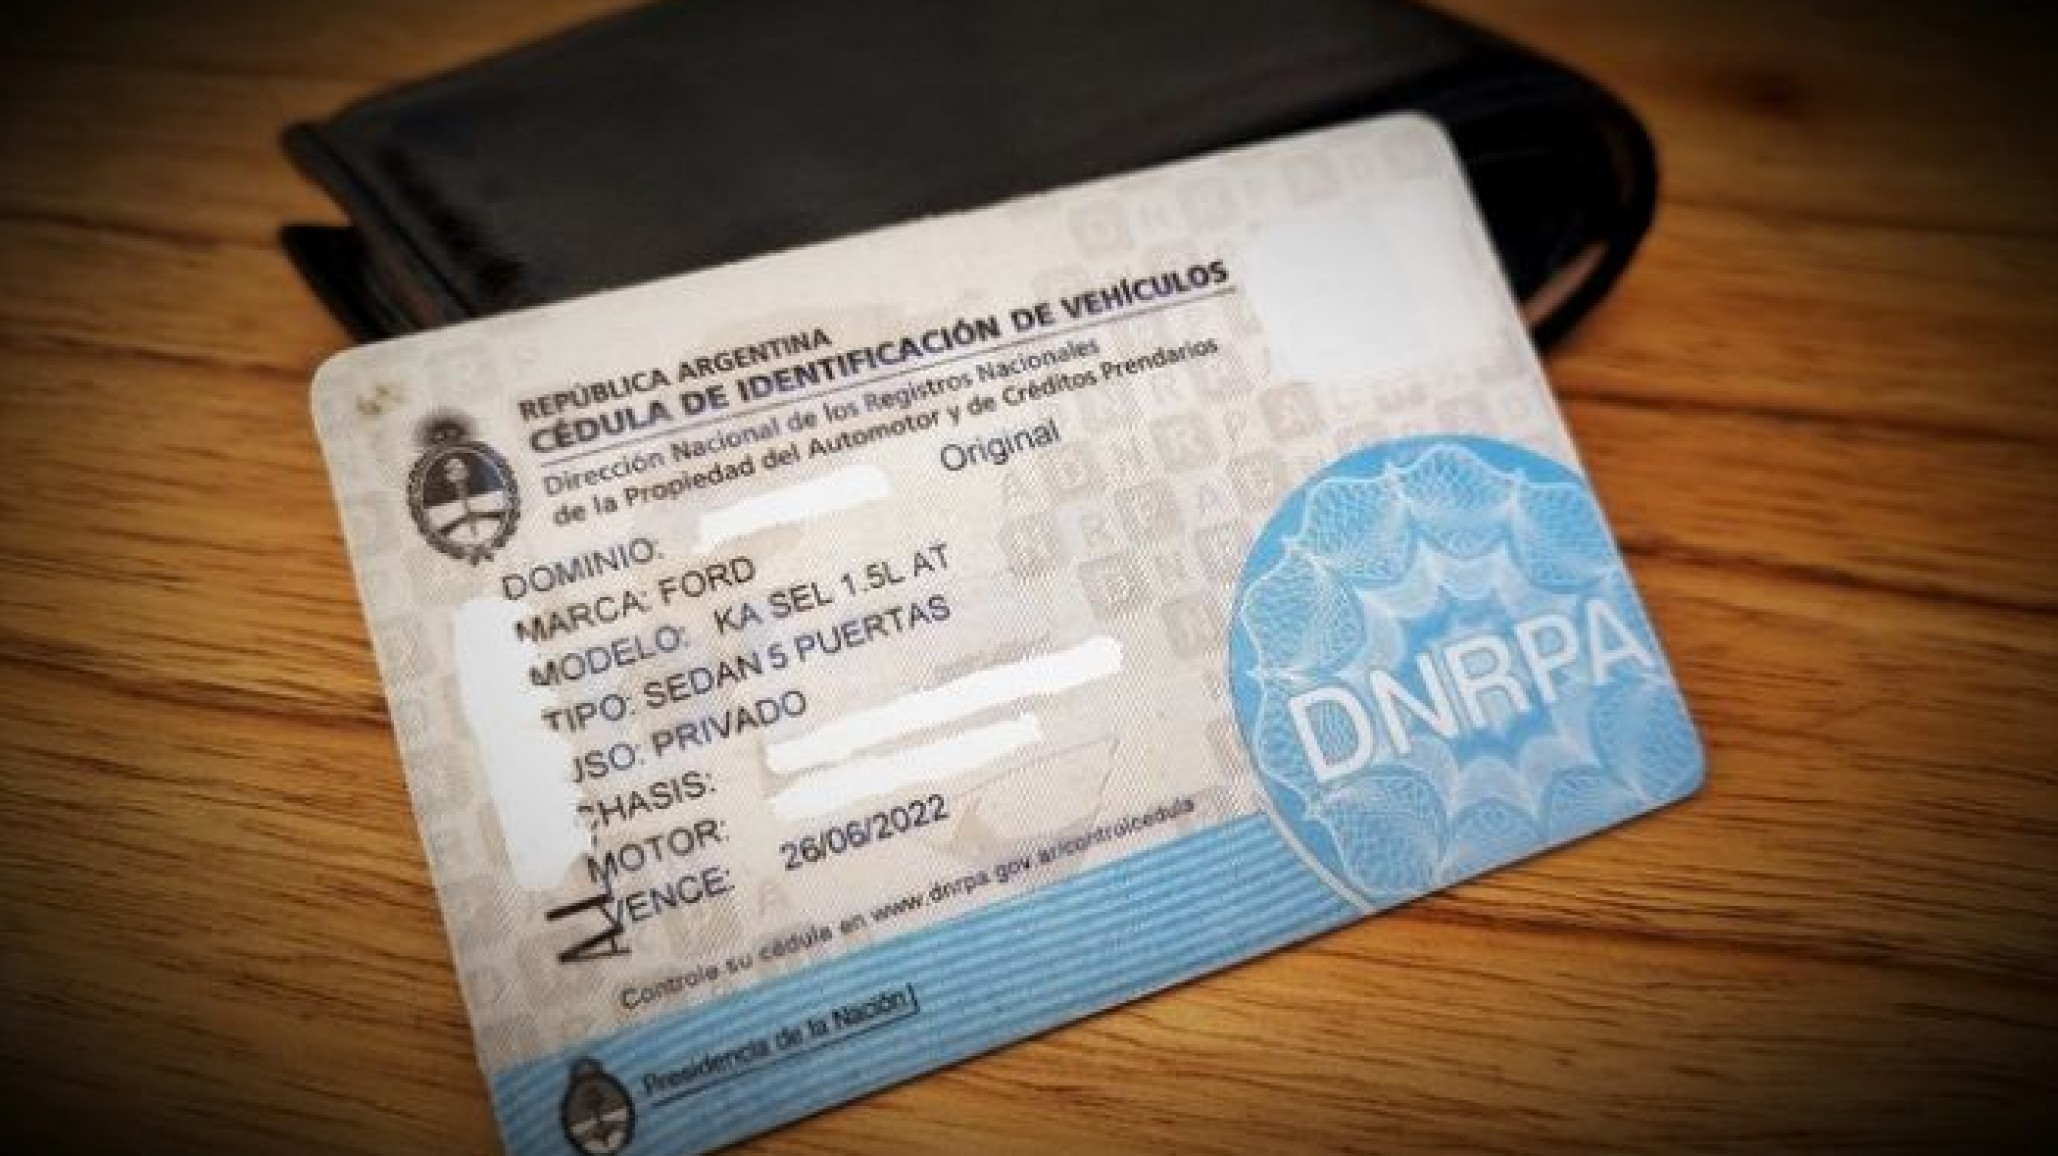 REPÚBLICA ARGENTINA
CÉDULA DE IDENTIFICACIÓN DE VEHÍCULOS
Dirección Nacional de los Registros Nacionales
de la Propiedad del Automotor y de Créditos Prendarios
Original
DOMINIO:
MARCA: FORD
MODELO: KA SEL 1.5L AT
TIPO: SEDAN 5 PUERTAS
USO: PRIVADO
CHASIS:
MOTOR:
VENCE: 26/06/2022
Controle su cédula en www.dnrpa.gov.ar/controlcedula
Presidencia de la Nación
DNRPA